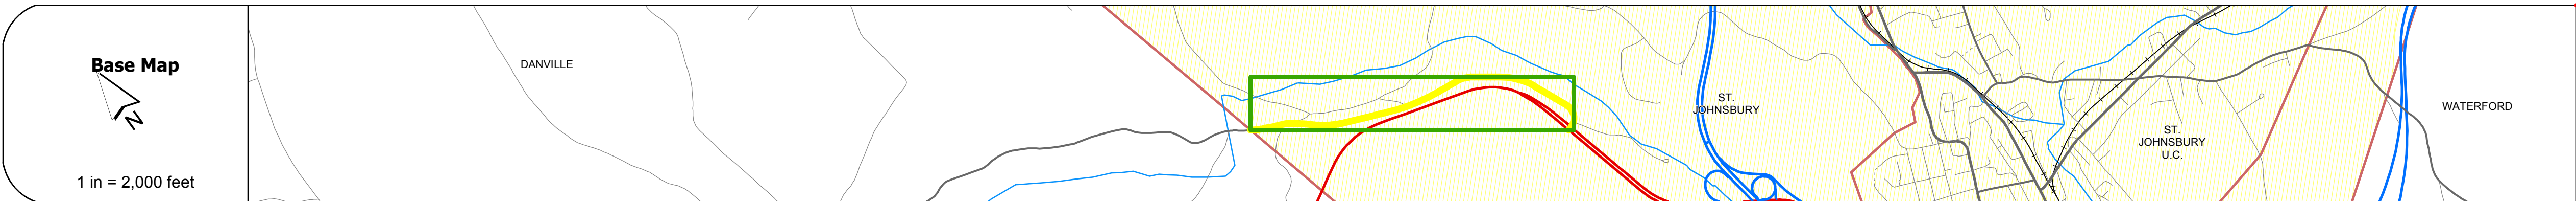 Base Map
N
1 in = 2,000 feet
DANVILLE
ST.
JOHNSBURY
ST.
JOHNSBURY
U.C.
WATERFORD